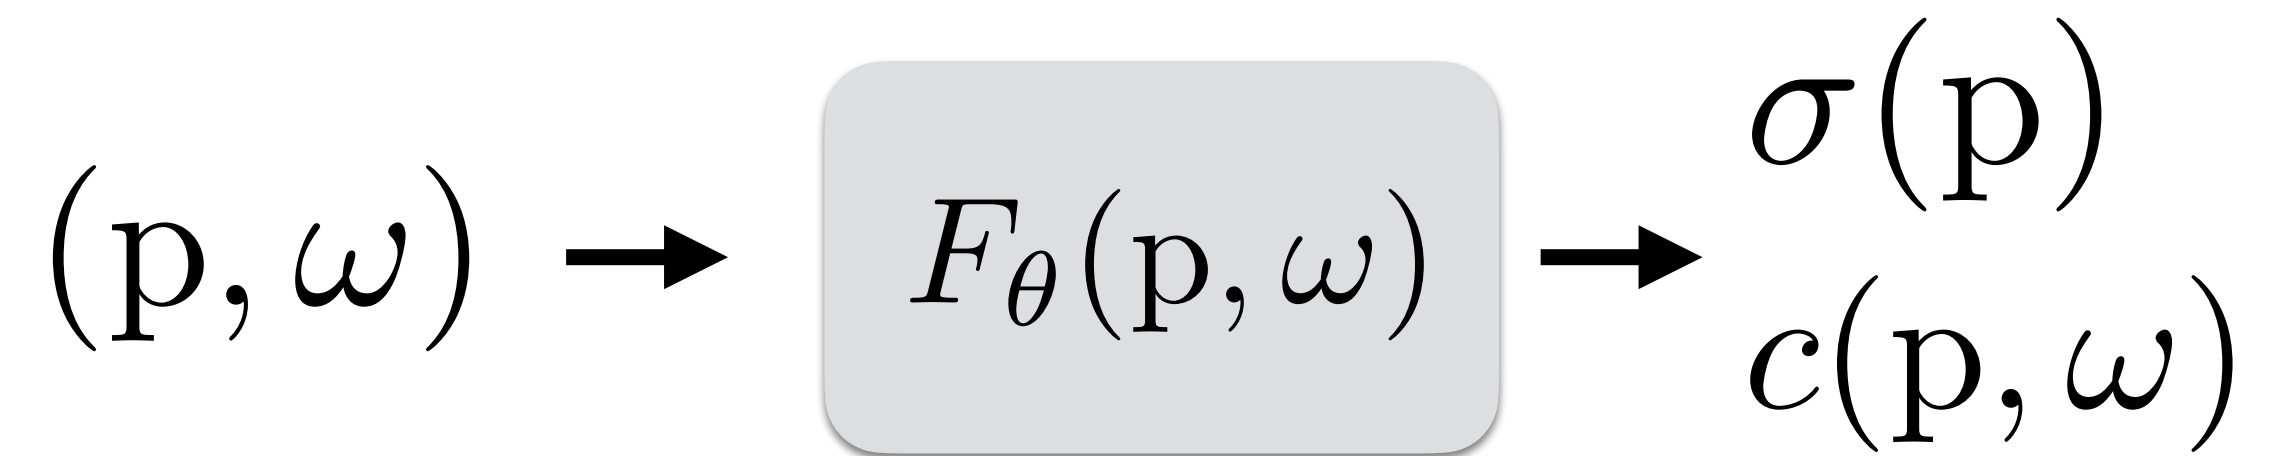 (p, ω) → F_θ(p, ω) → σ(p)
c(p, ω)